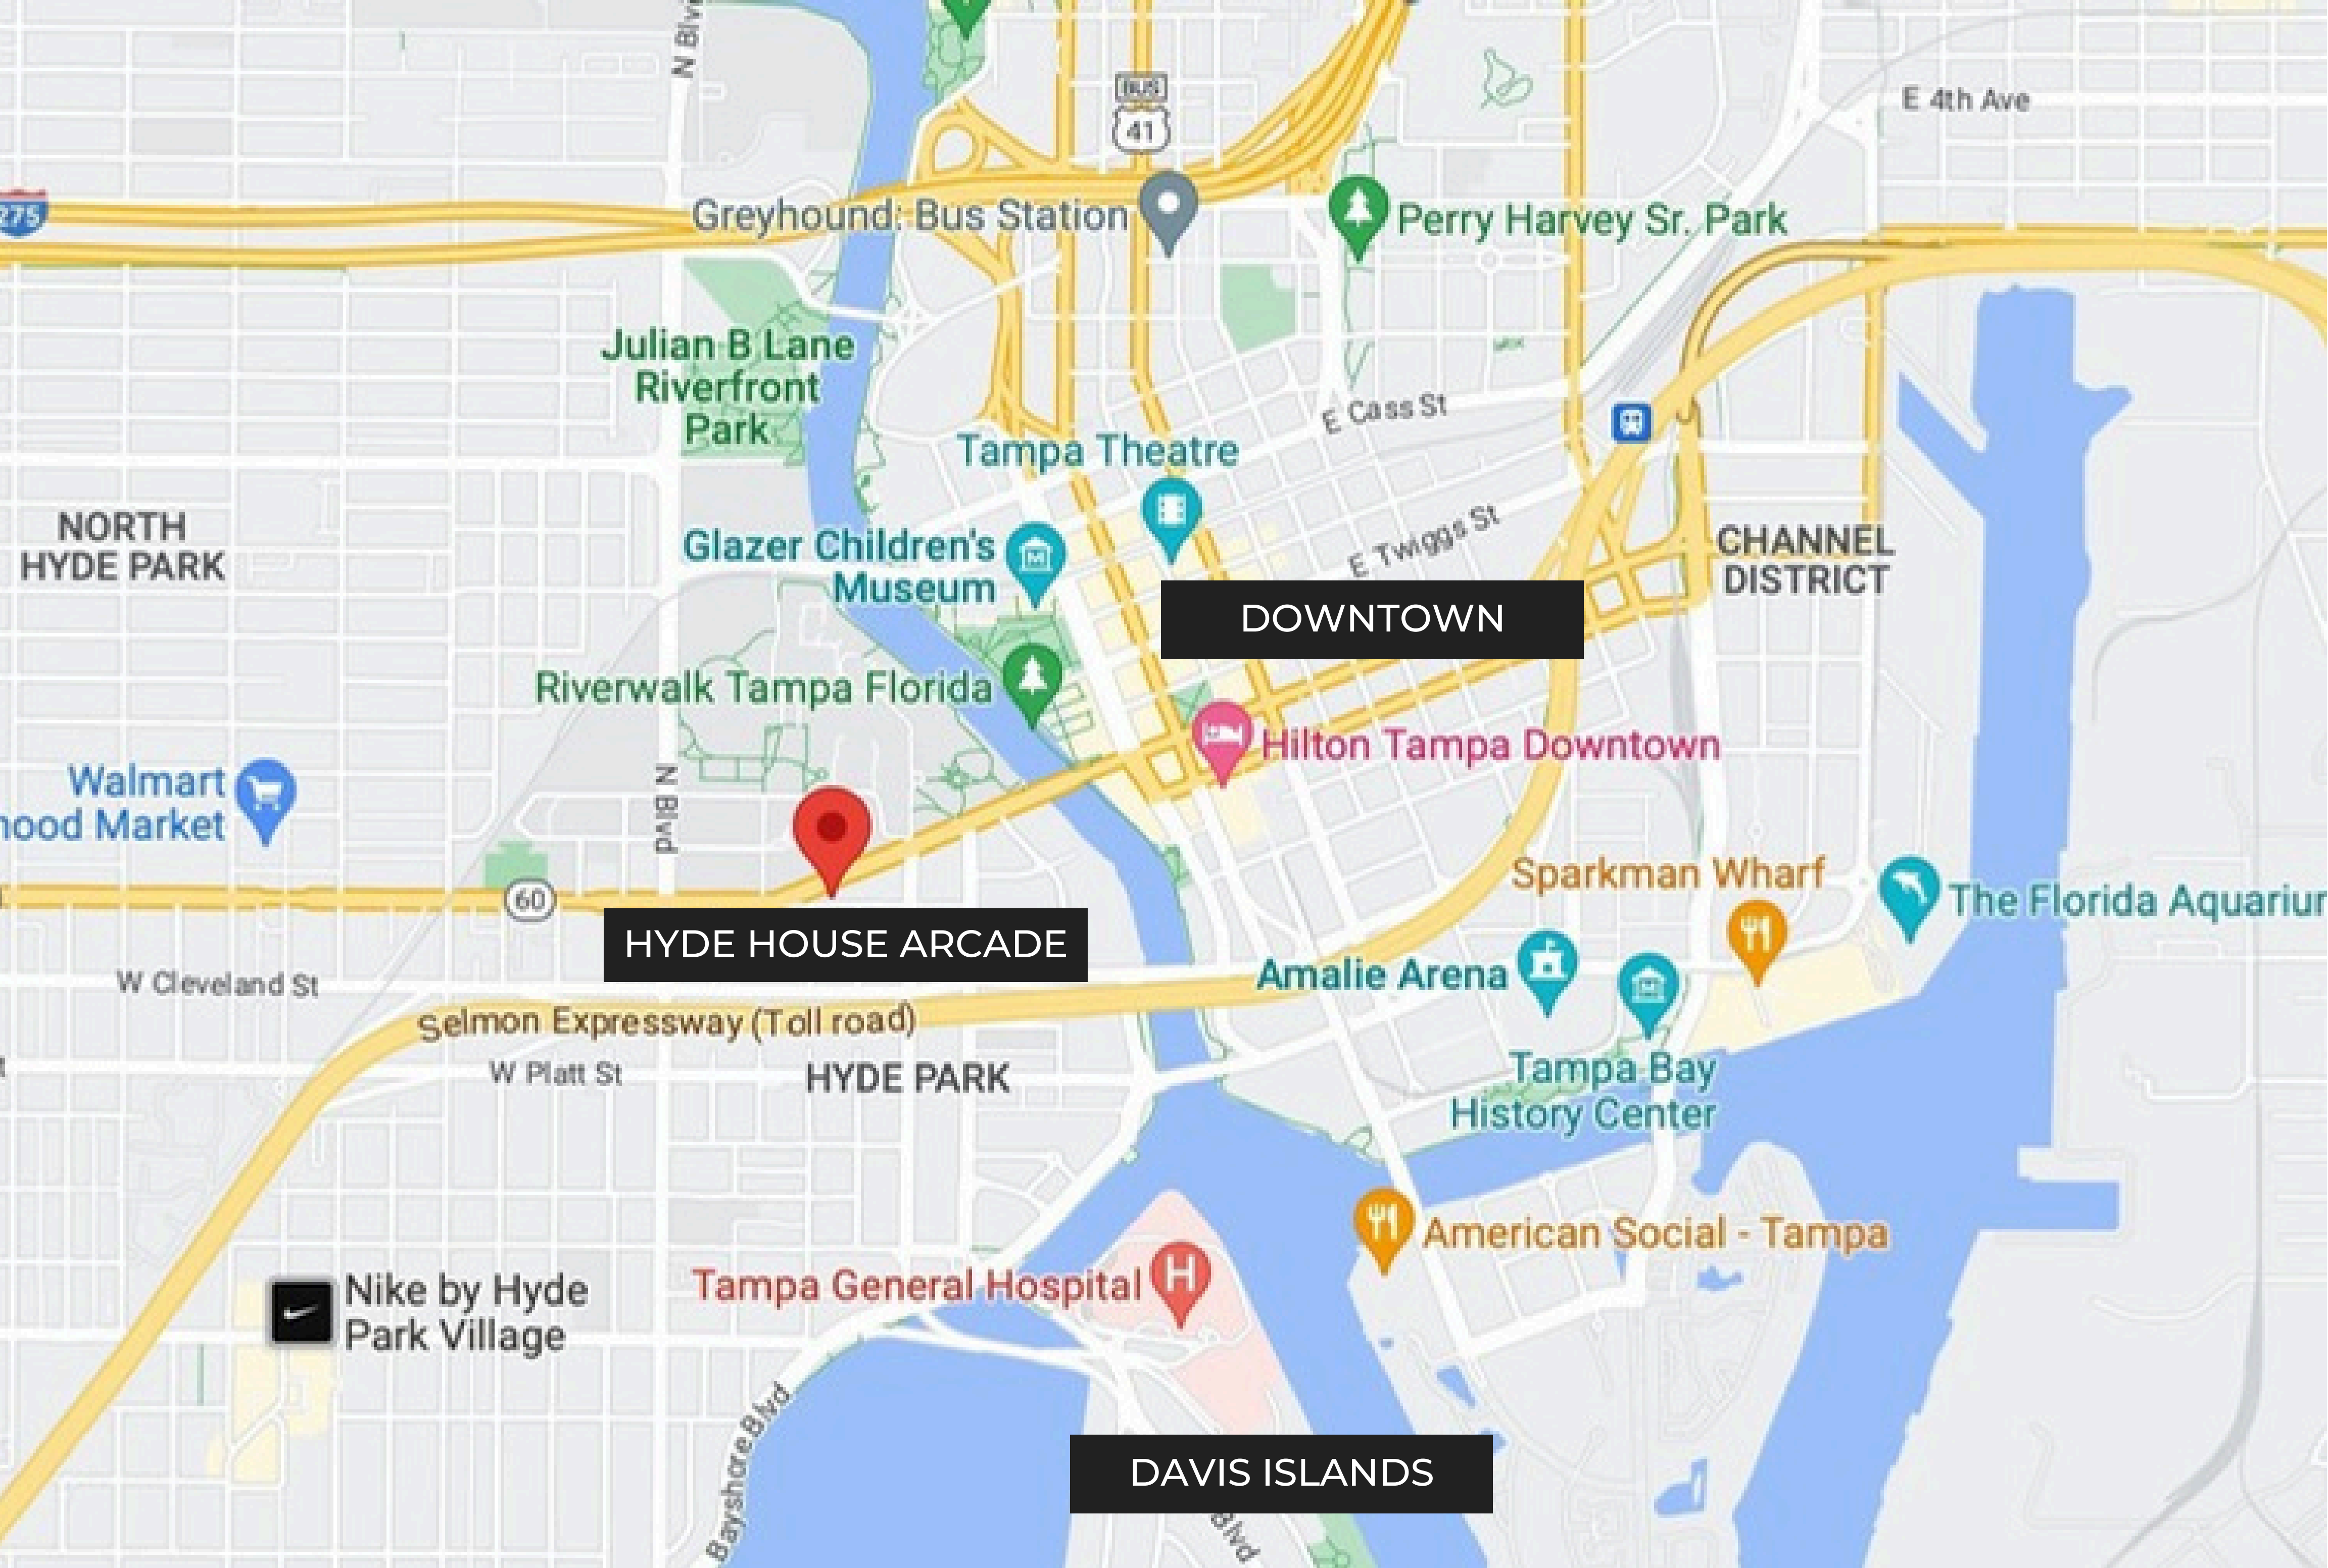 N Blv
BUS
41
E 4th Ave
275
Greyhound: Bus Station
Perry Harvey Sr. Park
Julian B Lane
Riverfront
Park
E Cass St
Tampa Theatre
NORTH
HYDE PARK
Glazer Children's
Museum
E Twiggs St
CHANNEL
DISTRICT
DOWNTOWN
Riverwalk Tampa Florida
Hilton Tampa Downtown
Walmart
hood Market
N Blvd
60
HYDE HOUSE ARCADE
Sparkman Wharf
The Florida Aquariur
W Cleveland St
Amalie Arena
Selmon Expressway (Toll road)
W Platt St
HYDE PARK
Tampa Bay
History Center
American Social - Tampa
Tampa General Hospital
H
Nike by Hyde
Park Village
Bayshore Blvd
DAVIS ISLANDS
Blvd